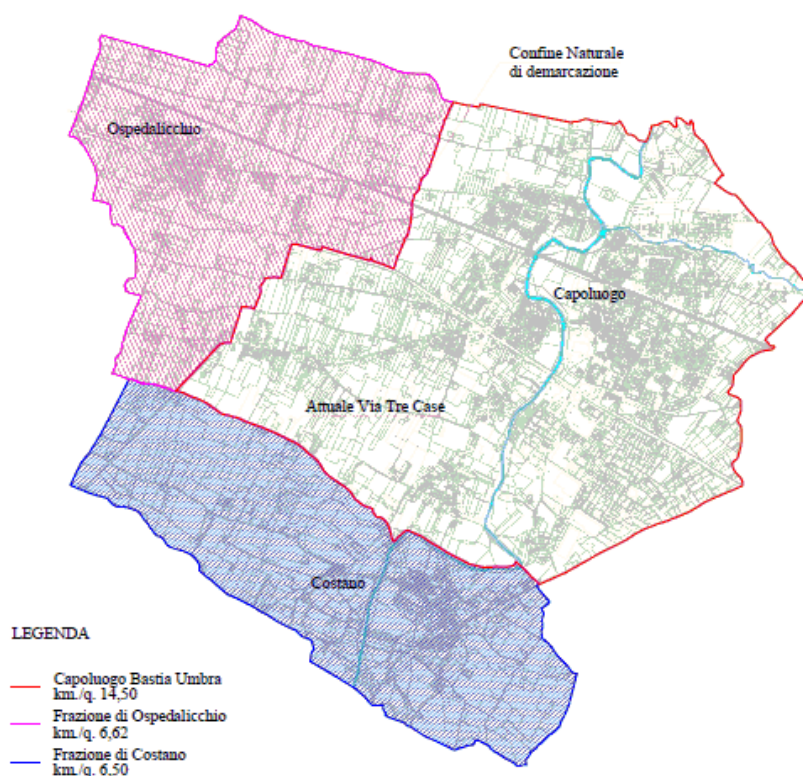 Confine Naturale
di demarcazione
Ospedalicchio
Capoluogo
Attuale Via Tre Case
Costano
LEGENDA
Capoluogo Bastia Umbra
km./q. 14,50
Frazione di Ospedalicchio
km./q. 6,62
Frazione di Costano
km./q. 6,50